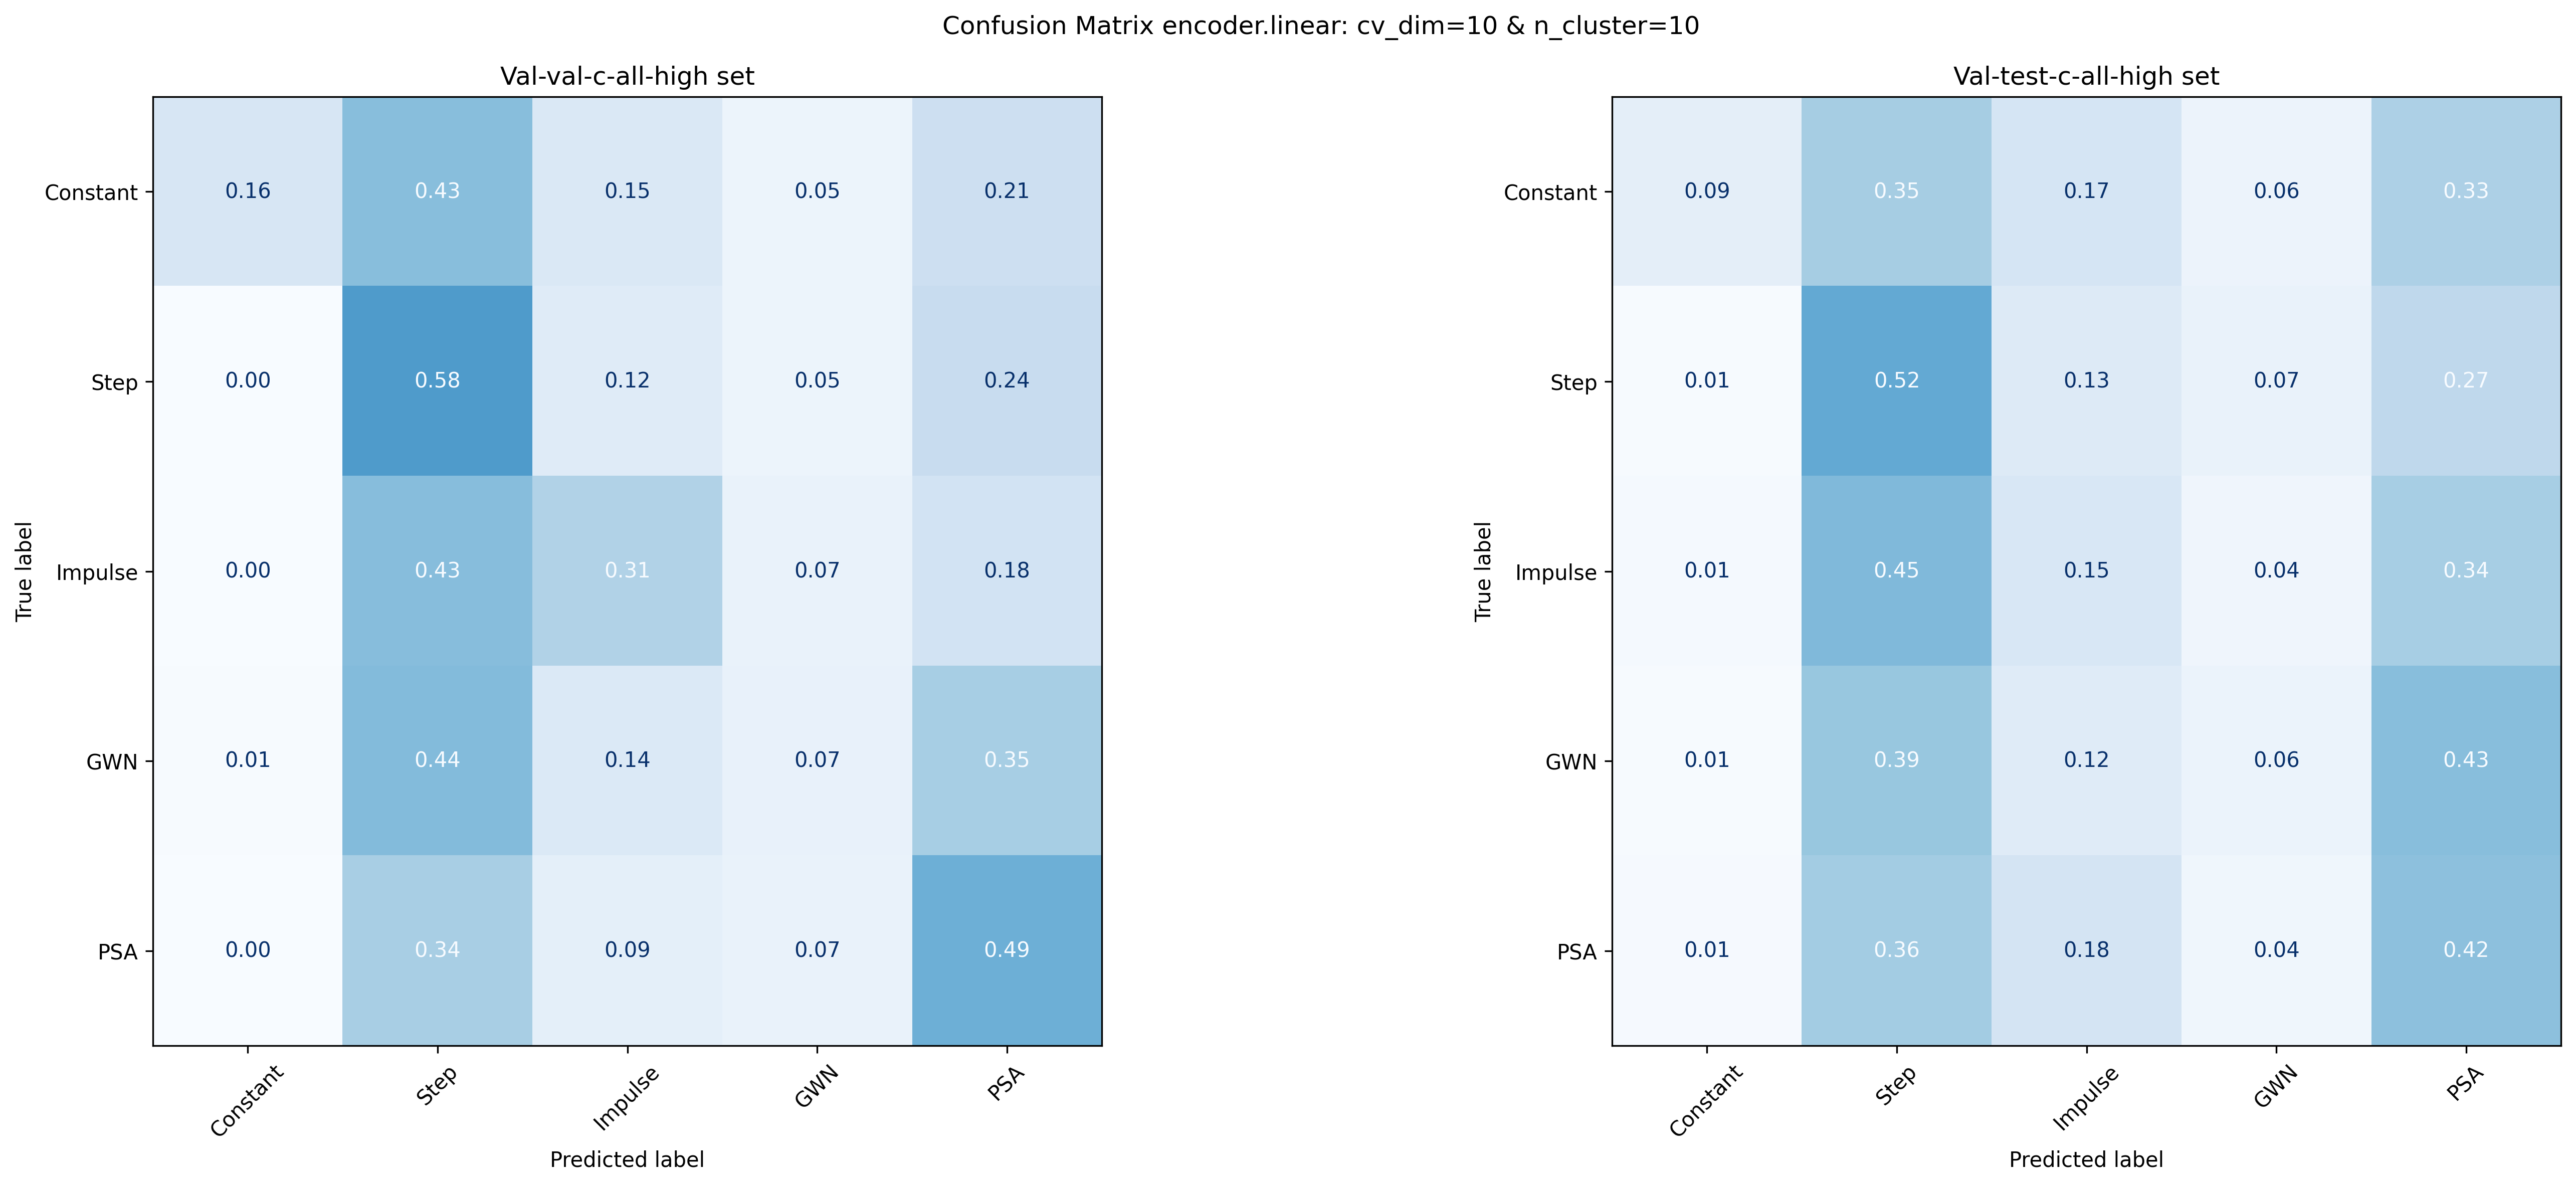 Confusion Matrix encoder.linear: cv_dim=10 & n_cluster=10
Val-val-c-all-high set
True label
Constant 0.16 0.43 0.15 0.05 0.21
Step 0.00 0.58 0.12 0.05 0.24
Impulse 0.00 0.43 0.31 0.07 0.18
GWN 0.01 0.44 0.14 0.07 0.35
PSA 0.00 0.34 0.09 0.07 0.49
Constant Step Impulse GWN PSA
Predicted label
Val-test-c-all-high set
True label
Constant 0.09 0.35 0.17 0.06 0.33
Step 0.01 0.52 0.13 0.07 0.27
Impulse 0.01 0.45 0.15 0.04 0.34
GWN 0.01 0.39 0.12 0.06 0.43
PSA 0.01 0.36 0.18 0.04 0.42
Constant Step Impulse GWN PSA
Predicted label